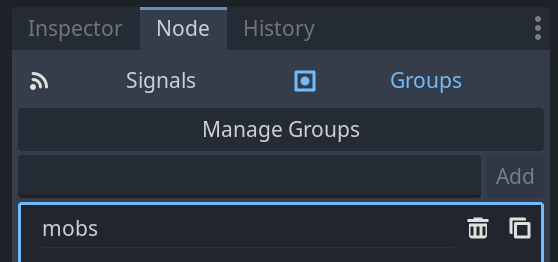 Inspector Node History
Signals Groups
Manage Groups
Add
mobs